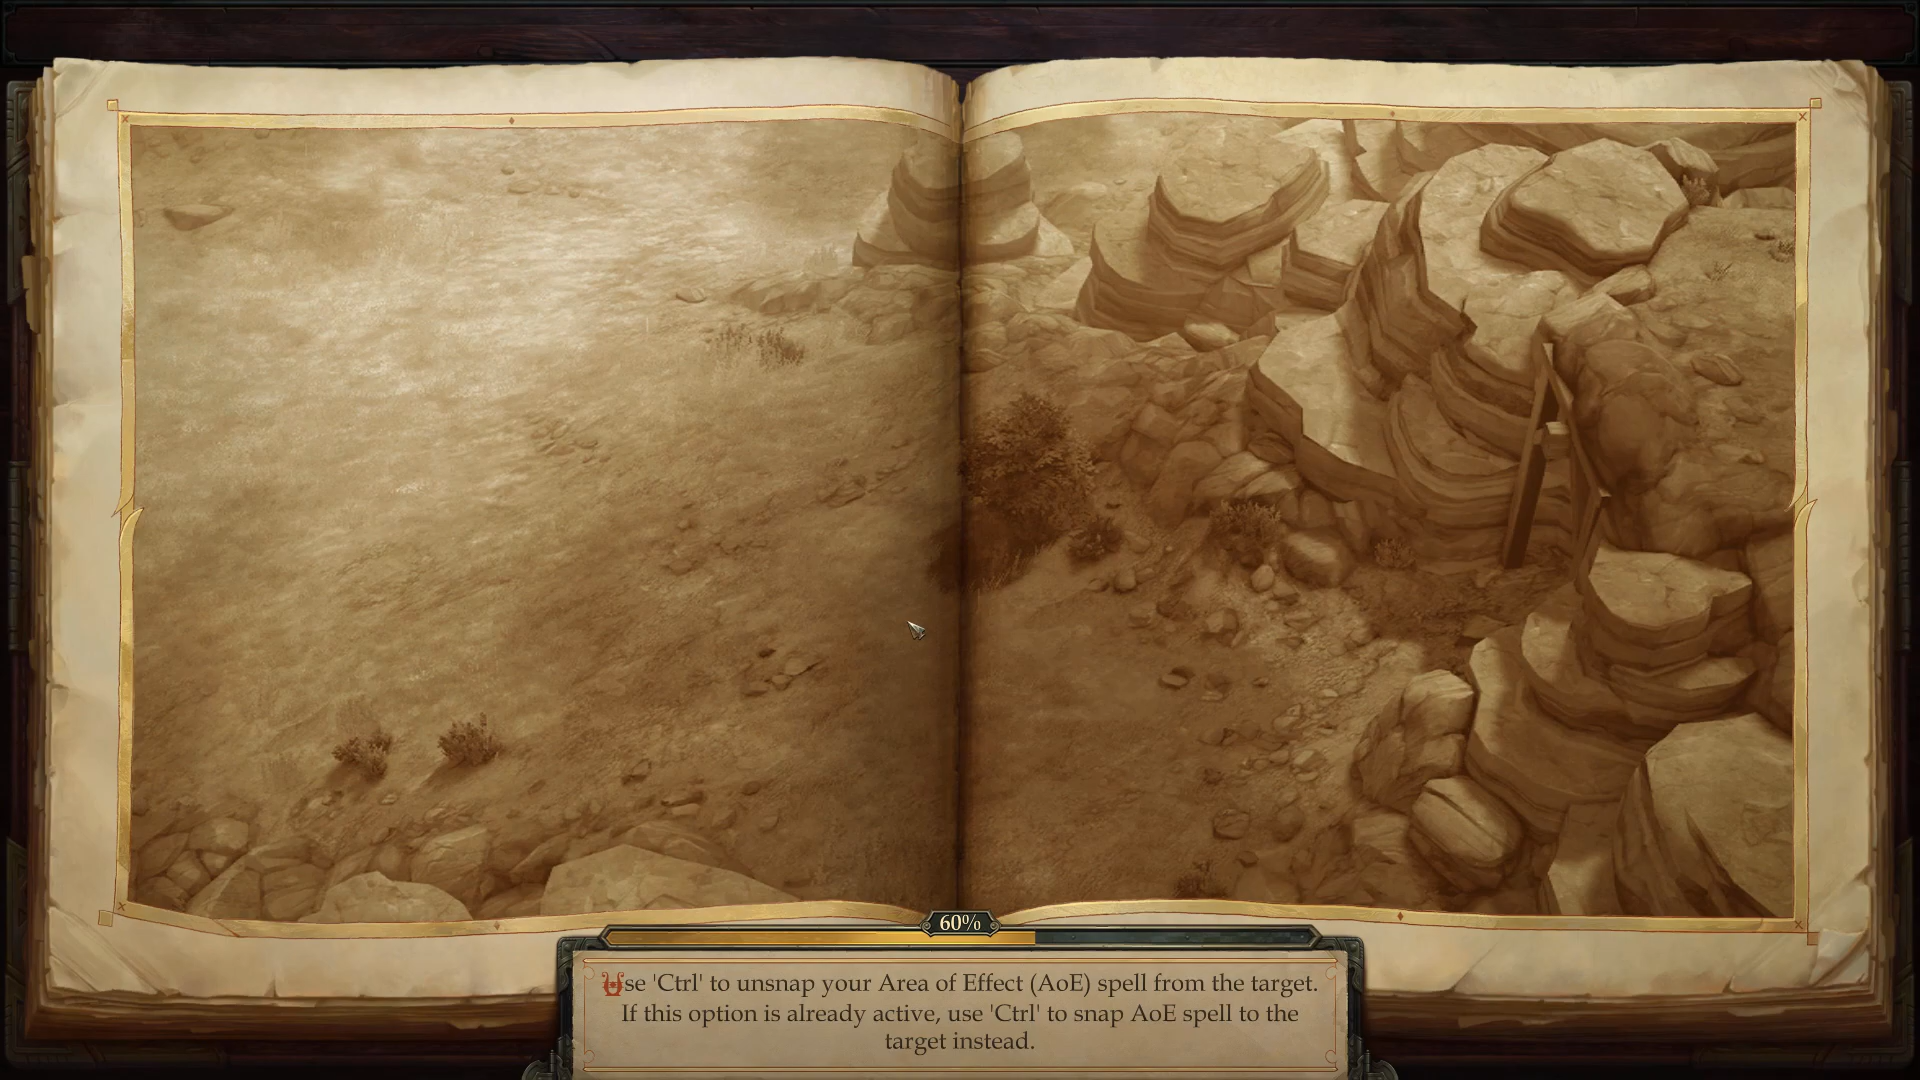 60%
Use 'Ctrl' to unsnap your Area of Effect (AoE) spell from the target.
If this option is already active, use 'Ctrl' to snap AoE spell to the
target instead.